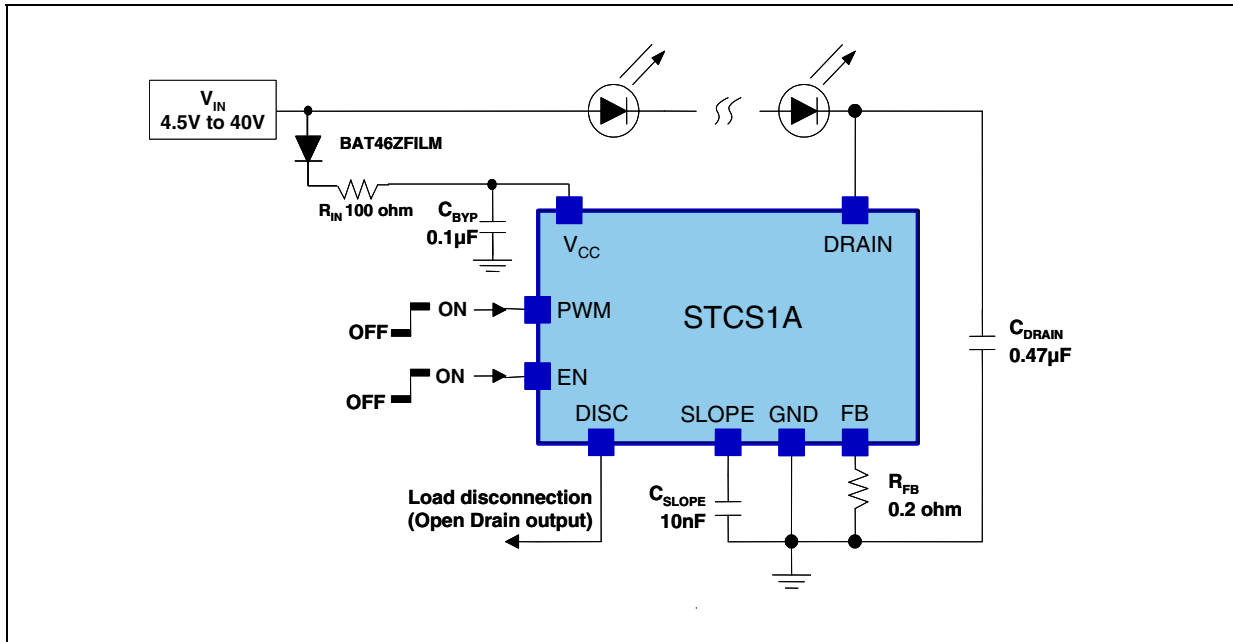 V_IN
4.5V to 40V
BAT46ZFILM
R_IN 100 ohm
C_BYP
0.1µF
V_CC
DRAIN
PWM
STCS1A
ON
OFF
EN
ON
OFF
C_DRAIN
0.47µF
DISC
SLOPE
GND
FB
Load disconnection
(Open Drain output)
C_SLOPE
10nF
R_FB
0.2 ohm